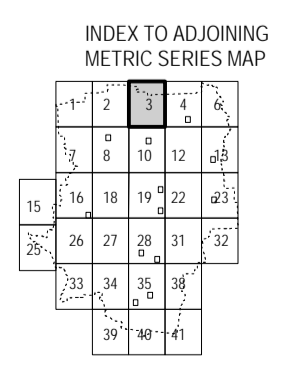 INDEX TO ADJOINING
METRIC SERIES MAP
1 2 3 4 6
7 8 10 12 13
15 16 18 19 22 23
25 26 27 28 31 32
33 34 35 38
39 40 41